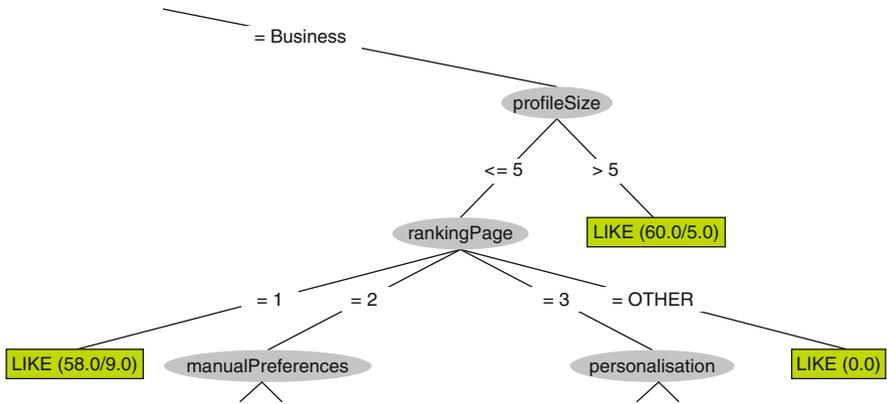 = Business
profileSize
<= 5
> 5
rankingPage
LIKE (60.0/5.0)
= 1
= 2
= 3
= OTHER
LIKE (58.0/9.0)
manualPreferences
personalisation
LIKE (0.0)